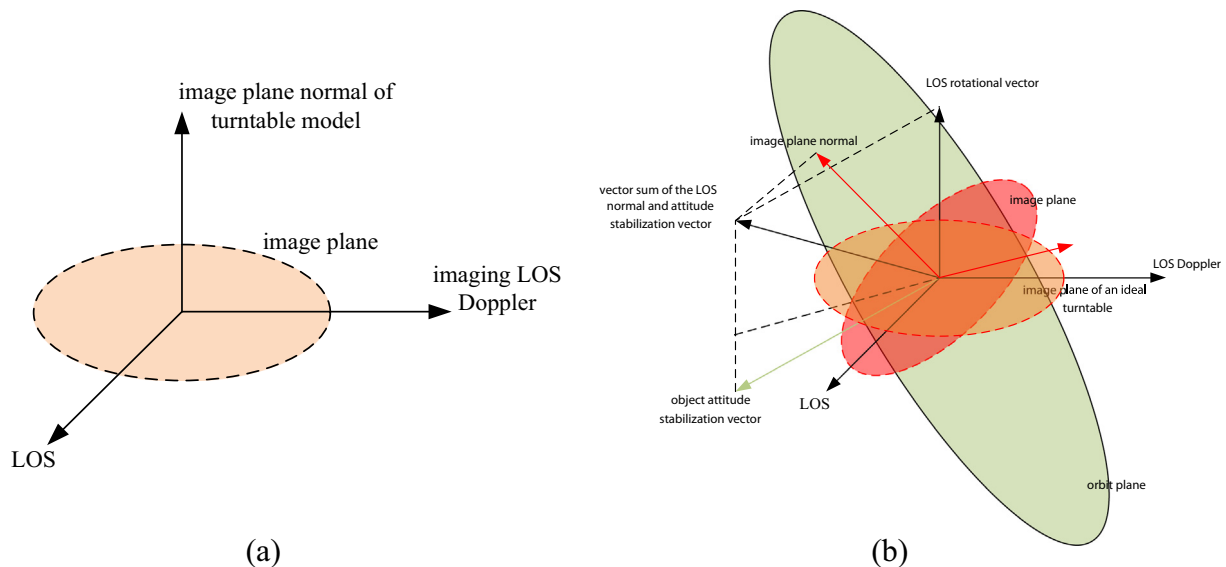 image plane normal of
turntable model
image plane
imaging LOS
Doppler
LOS
(a)
LOS rotational vector
image plane normal
vector sum of the LOS
normal and attitude
stabilization vector
image plane
LOS Doppler
image plane of an ideal
turntable
object attitude
stabilization vector
LOS
orbit plane
(b)